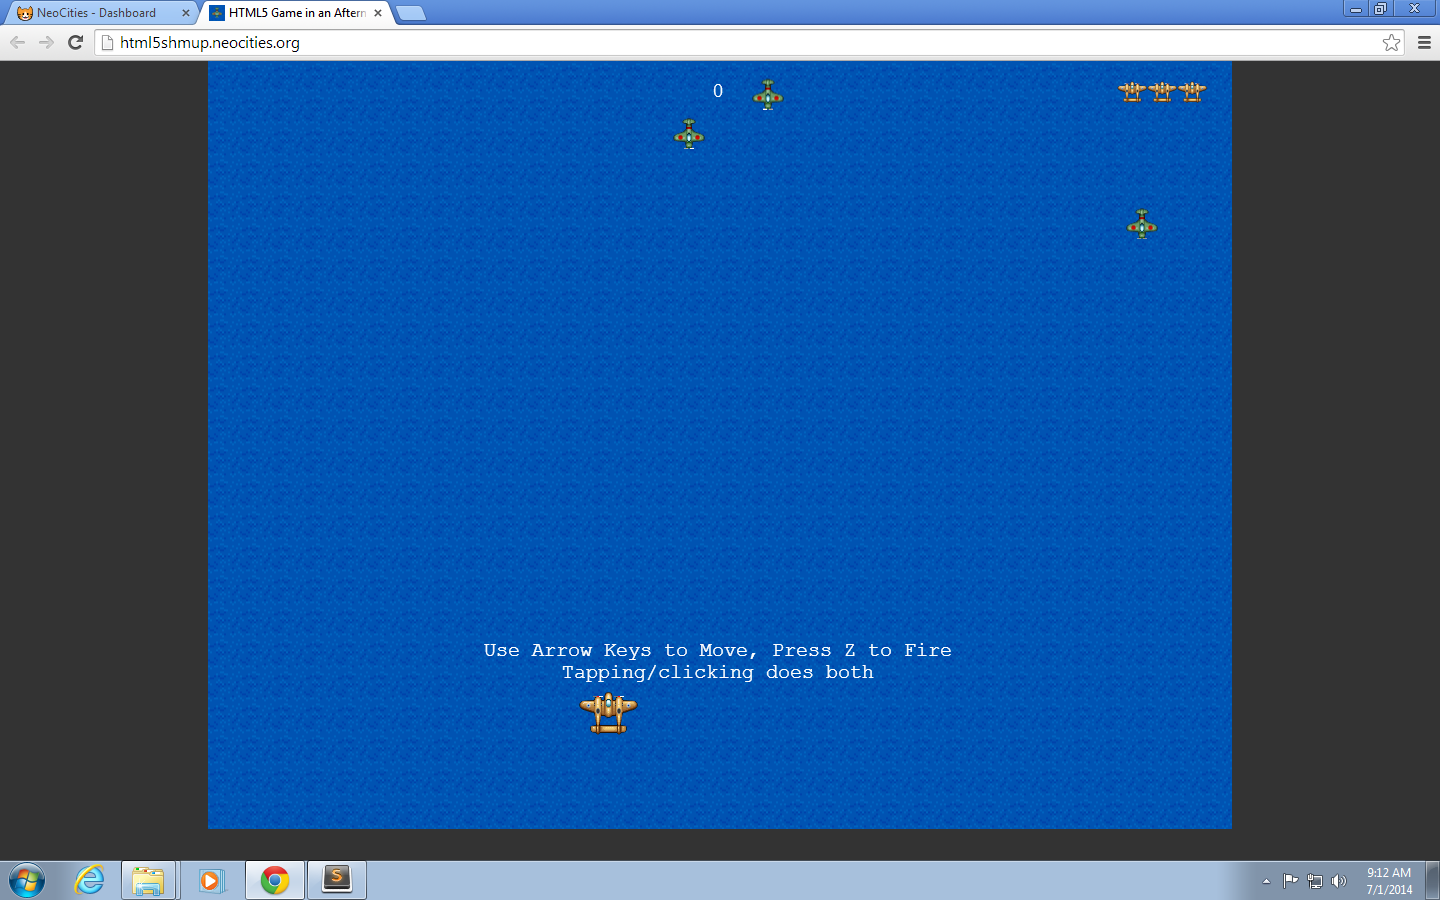 NeoCities - Dashboard
HTML5 Game in an Aftern
html5shmup.neocities.org
0
Use Arrow Keys to Move, Press Z to Fire
Tapping/clicking does both
S
9:12 AM
7/1/2014